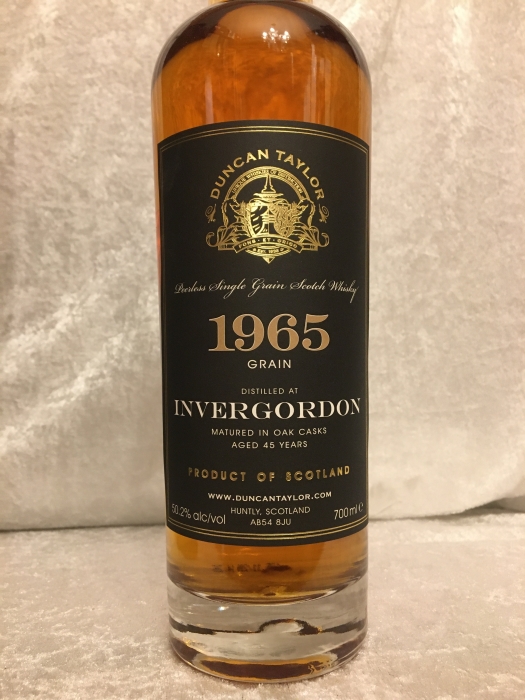 DUNCAN TAYLOR
Peerless Single Grain Scotch Whisky
1965
GRAIN
DISTILLED AT
INVERGORDON
MATURED IN OAK CASKS
AGED 45 YEARS
PRODUCT OF SCOTLAND
WWW.DUNCANTAYLOR.COM
50.2% alc/vol
HUNTLY, SCOTLAND
AB54 8JU
700ml e